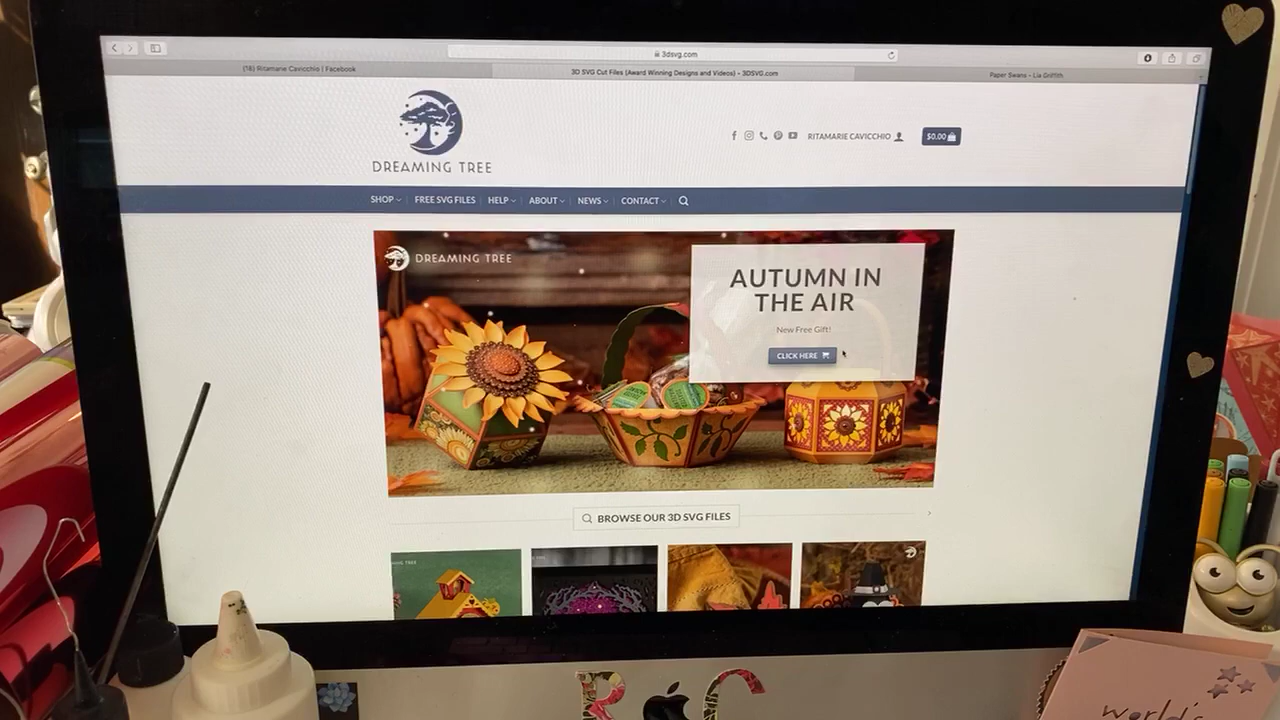 3dsvg.com
(16) Ritamarie Cavicchio | Facebook
3D SVG Cut Files (Award Winning Designs and Videos) - 3DSVG.com
Paper Swans - Lia Griffith
RITAMARIE CAVICCHIO
$0.00
DREAMING TREE
SHOP FREE SVG FILES HELP ABOUT NEWS CONTACT
DREAMING TREE
AUTUMN IN
THE AIR
New Free Gift!
CLICK HERE
BROWSE OUR 3D SVG FILES
R C
world's